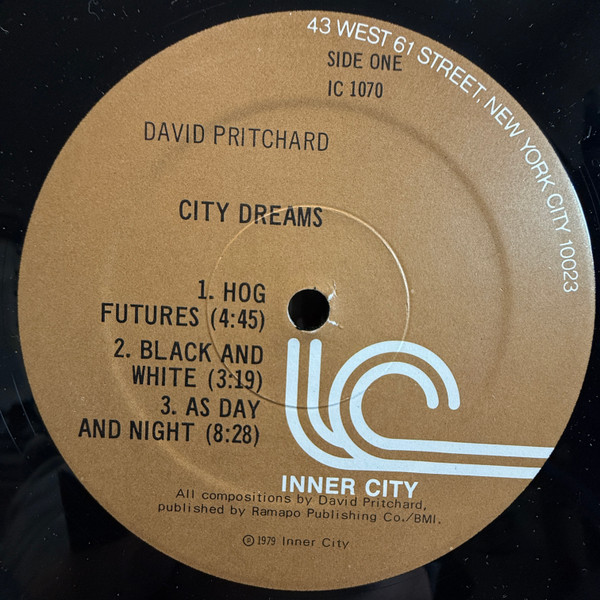 43 WEST 61 STREET, NEW YORK CITY 10023
SIDE ONE
IC 1070
DAVID PRITCHARD
CITY DREAMS
1. HOG
FUTURES (4:45)
2. BLACK AND
WHITE (3:19)
3. AS DAY
AND NIGHT (8:28)
INNER CITY
All compositions by David Pritchard,
published by Ramapo Publishing Co./BMI.
℗ 1979 Inner City